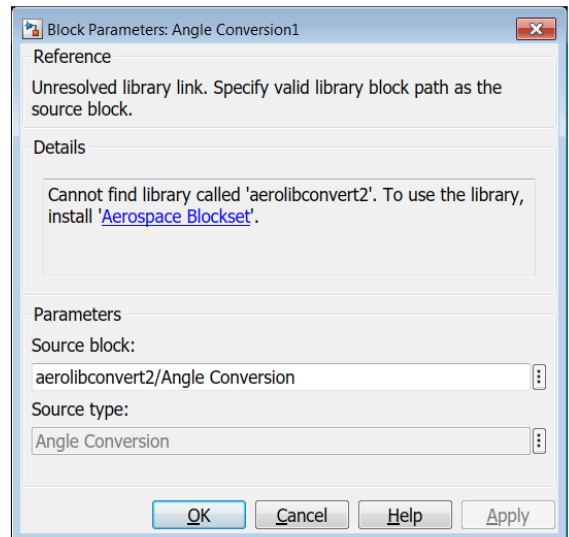 Block Parameters: Angle Conversion1
Reference
Unresolved library link. Specify valid library block path as the
source block.
Details
Cannot find library called 'aerolibconvert2'. To use the library,
install 'Aerospace Blockset'.
Parameters
Source block:
aerolibconvert2/Angle Conversion
Source type:
Angle Conversion
OK Cancel Help Apply